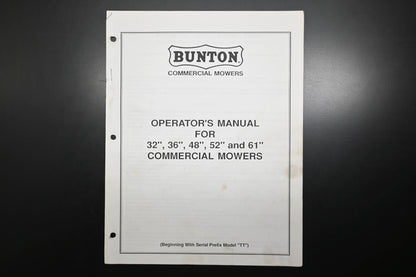 BUNTON
COMMERCIAL MOWERS
OPERATOR'S MANUAL
FOR
32", 36", 48", 52" and 61"
COMMERCIAL MOWERS
(Beginning With Serial Prefix Model "TT")